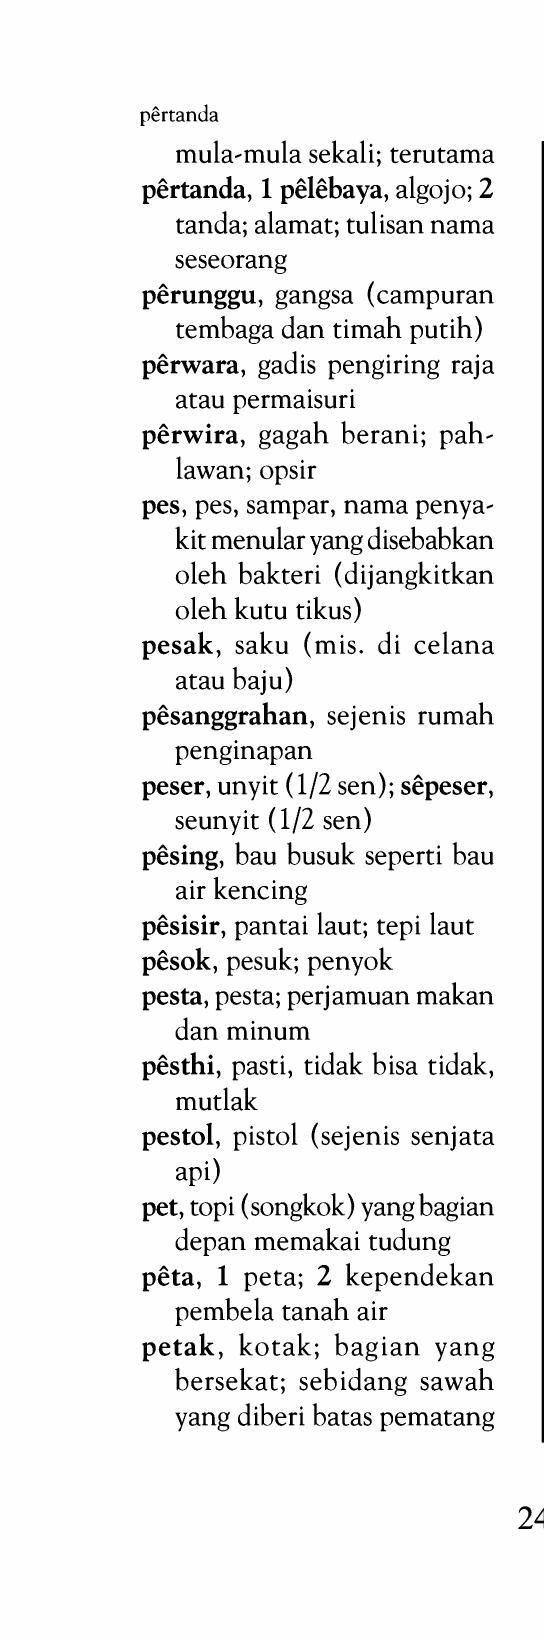 pêrtanda
mula-mula sekali; terutama
pêrtanda, 1 pêlêbaya, algojo; 2
tanda; alamat; tulisan nama
seseorang
pêrunggu, gangsa (campuran
tembaga dan timah putih)
pêrwara, gadis pengiring raja
atau permaisuri
pêrwira, gagah berani; pah-
lawan; opsir
pes, pes, sampar, nama penya-
kit menular yang disebabkan
oleh bakteri (dijangkitkan
oleh kutu tikus)
pesak, saku (mis. di celana
atau baju)
pêsanggrahan, sejenis rumah
penginapan
peser, unyit (1/2 sen); sêpeser,
seunyit (1/2 sen)
pêsing, bau busuk seperti bau
air kencing
pêsisir, pantai laut; tepi laut
pêsok, pesuk; penyok
pesta, pesta; perjamuan makan
dan minum
pêsthi, pasti, tidak bisa tidak,
mutlak
pestol, pistol (sejenis senjata
api)
pet, topi (songkok) yang bagian
depan memakai tudung
pêta, 1 peta; 2 kependekan
pembela tanah air
petak, kotak; bagian yang
bersekat; sebidang sawah
yang diberi batas pematang
24